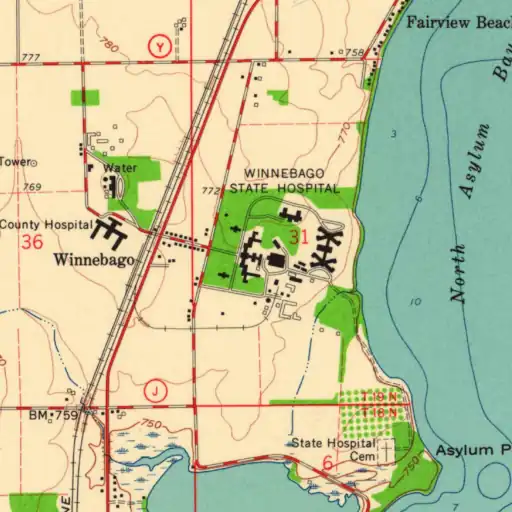 Fairview Beach
780
777
Y
758
Bay
3
770
Asylum
North
Tower
Water
WINNEBAGO
STATE HOSPITAL
769
772
County Hospital
36
31
Winnebago
10
J
T 19 N
T 18 N
BM 759
750
State Hospital
Cem
6
Asylum P
750
7